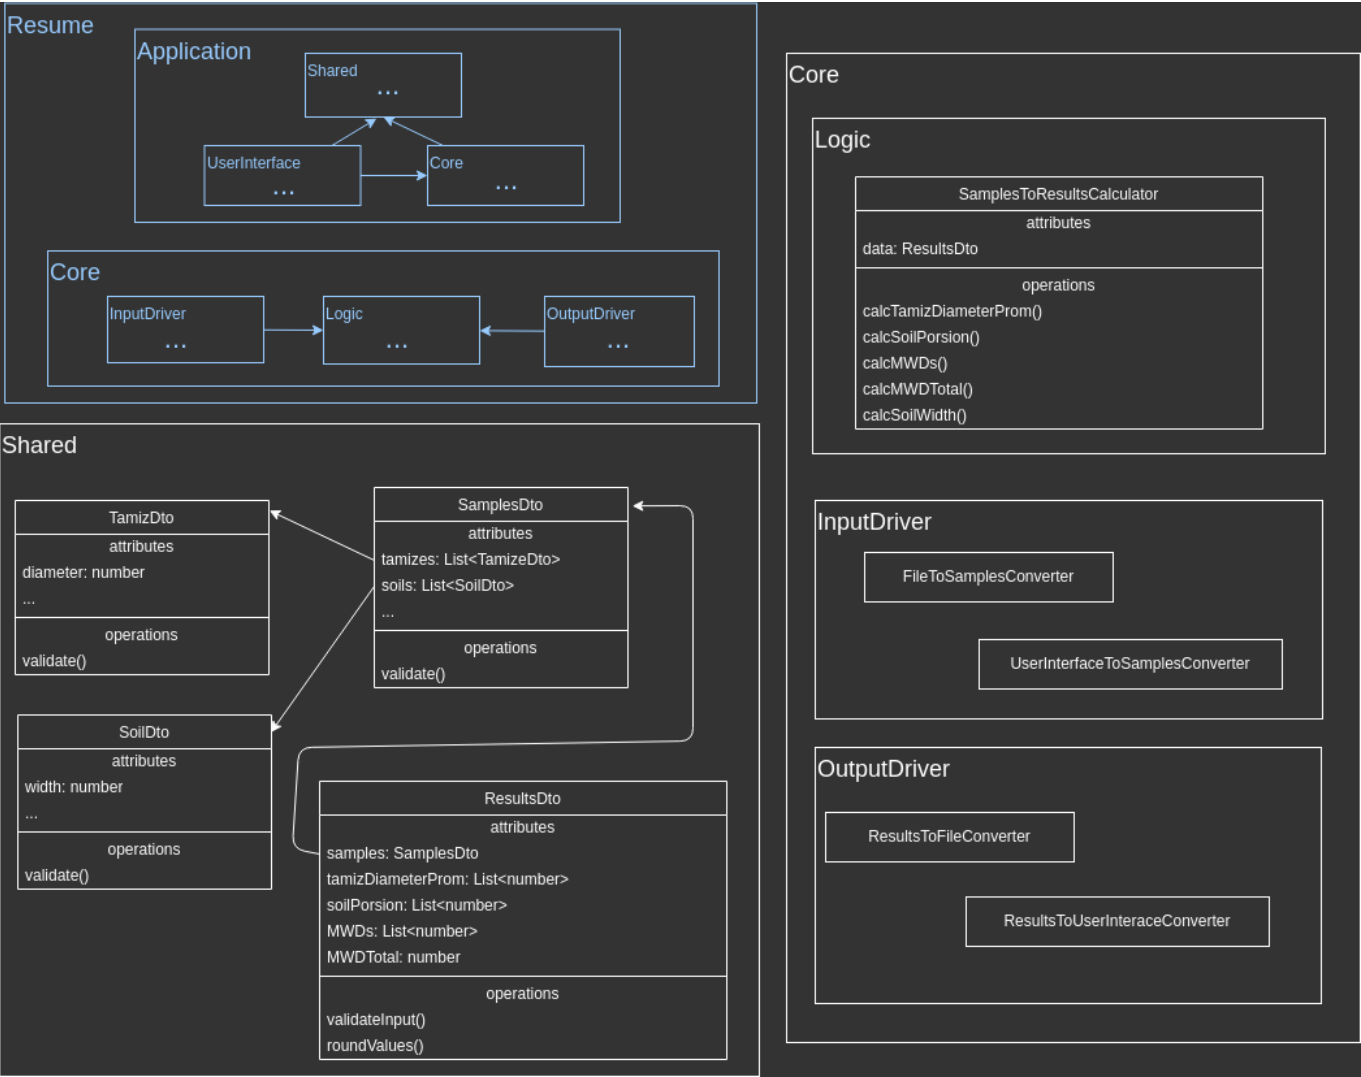 Resume
Application
Shared
...
UserInterface
...
Core
...
Core
InputDriver
...
Logic
...
OutputDriver
...
Shared
TamizDto
attributes
diameter: number
...
operations
validate()
SamplesDto
attributes
tamizes: List<TamizeDto>
soils: List<SoilDto>
...
operations
validate()
SoilDto
attributes
width: number
...
operations
validate()
ResultsDto
attributes
samples: SamplesDto
tamizDiameterProm: List<number>
soilPorsion: List<number>
MWDs: List<number>
MWDTotal: number
operations
validateInput()
roundValues()
Core
Logic
SamplesToResultsCalculator
attributes
data: ResultsDto
operations
calcTamizDiameterProm()
calcSoilPorsion()
calcMWDs()
calcMWDTotal()
calcSoilWidth()
InputDriver
FileToSamplesConverter
UserInterfaceToSamplesConverter
OutputDriver
ResultsToFileConverter
ResultsToUserInteraceConverter